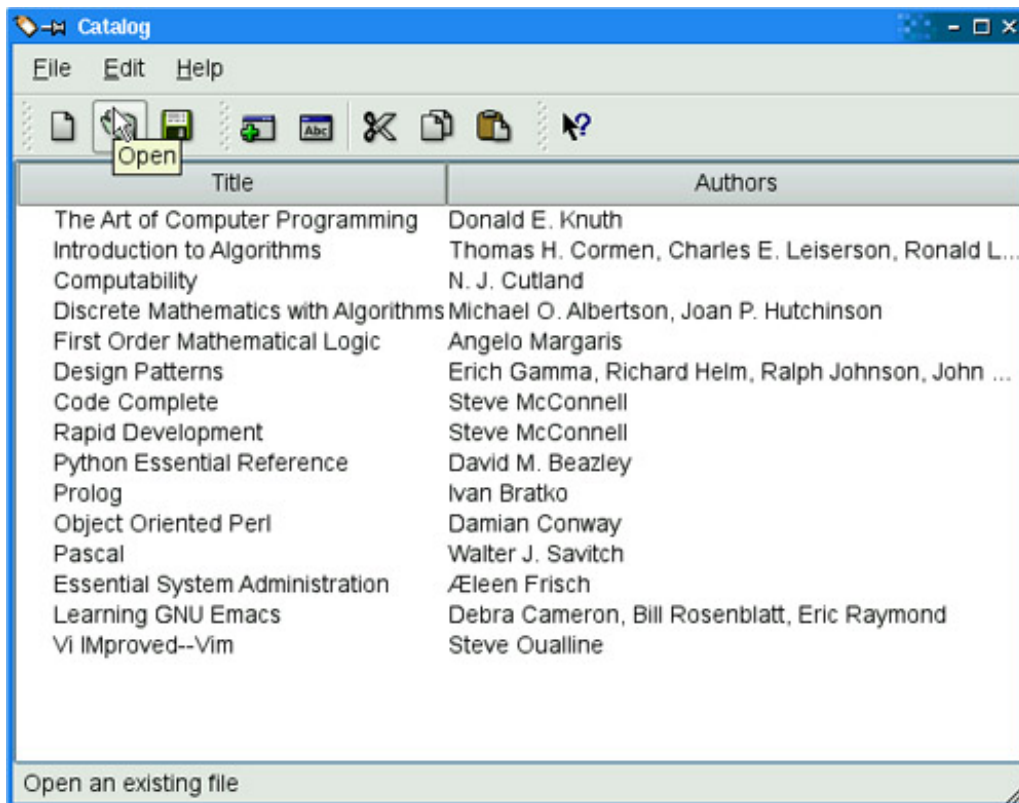 Catalog
File Edit Help
Abc
Open
Title Authors
The Art of Computer Programming Donald E. Knuth
Introduction to Algorithms Thomas H. Cormen, Charles E. Leiserson, Ronald L...
Computability N. J. Cutland
Discrete Mathematics with Algorithms Michael O. Albertson, Joan P. Hutchinson
First Order Mathematical Logic Angelo Margaris
Design Patterns Erich Gamma, Richard Helm, Ralph Johnson, John ...
Code Complete Steve McConnell
Rapid Development Steve McConnell
Python Essential Reference David M. Beazley
Prolog Ivan Bratko
Object Oriented Perl Damian Conway
Pascal Walter J. Savitch
Essential System Administration Æleen Frisch
Learning GNU Emacs Debra Cameron, Bill Rosenblatt, Eric Raymond
Vi IMproved--Vim Steve Oualline
Open an existing file